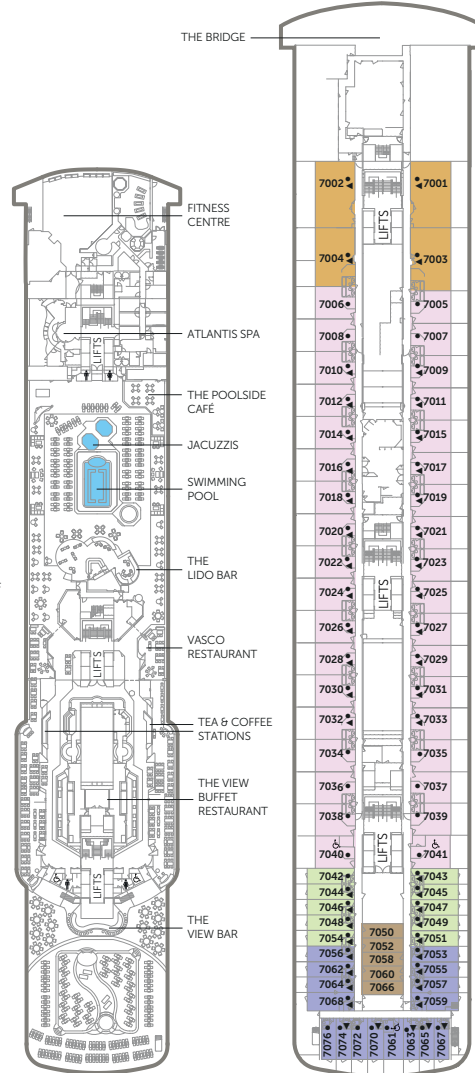 THE BRIDGE
FITNESS
CENTRE
LIFTS
ATLANTIS SPA
THE POOLSIDE
CAFÉ
JACUZZIS
SWIMMING
POOL
THE
LIDO BAR
VASCO
RESTAURANT
LIFTS
TEA & COFFEE
STATIONS
THE VIEW
BUFFET
RESTAURANT
LIFTS
THE
VIEW BAR
7002 7001
LIFTS
7004 7003
7006 7005
7008 7007
7010 7009
7012 7011
7014 7015
7016 7017
7018 7019
7020 7021
7022 7023
LIFTS
7024 7025
7026 7027
7028 7029
7030 7031
7032 7033
7034 7035
7036 7037
7038 7039
LIFTS
7040 7041
7042 7043
7044 7045
7046 7047
7048 7049
7054 7050 7051
7056 7052 7053
7062 7058 7055
7064 7060 7057
7068 7066 7059
7076 7074 7072 7070 7061 7063 7065 7067